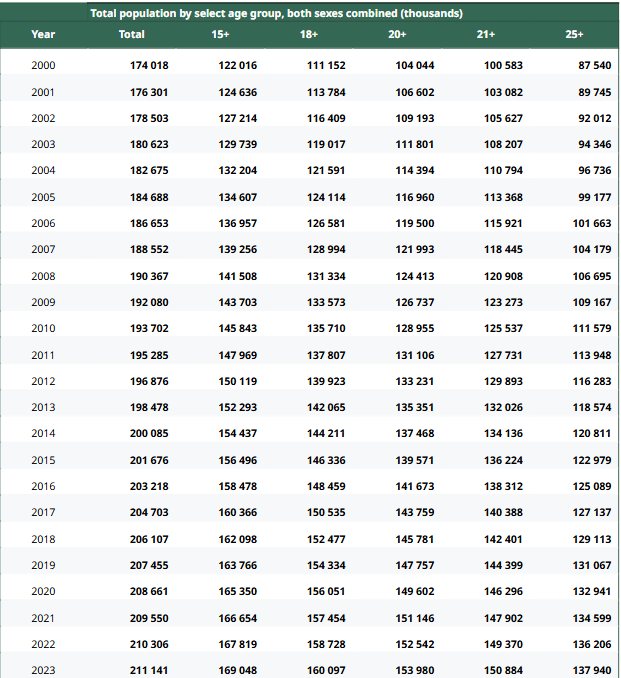 Total population by select age group, both sexes combined (thousands)
Year Total 15+ 18+ 20+ 21+ 25+
2000 174 018 122 016 111 152 104 044 100 583 87 540
2001 176 301 124 636 113 784 106 602 103 082 89 745
2002 178 503 127 214 116 409 109 193 105 627 92 012
2003 180 623 129 739 119 017 111 801 108 207 94 346
2004 182 675 132 204 121 591 114 394 110 794 96 736
2005 184 688 134 607 124 114 116 960 113 368 99 177
2006 186 653 136 957 126 581 119 500 115 921 101 663
2007 188 552 139 256 128 994 121 993 118 445 104 179
2008 190 367 141 508 131 334 124 413 120 908 106 695
2009 192 080 143 703 133 573 126 737 123 273 109 167
2010 193 702 145 843 135 710 128 955 125 537 111 579
2011 195 285 147 969 137 807 131 106 127 731 113 948
2012 196 876 150 119 139 923 133 231 129 893 116 283
2013 198 478 152 293 142 065 135 351 132 026 118 574
2014 200 085 154 437 144 211 137 468 134 136 120 811
2015 201 676 156 496 146 336 139 571 136 224 122 979
2016 203 218 158 478 148 459 141 673 138 312 125 089
2017 204 703 160 366 150 535 143 759 140 388 127 137
2018 206 107 162 098 152 477 145 781 142 401 129 113
2019 207 455 163 766 154 334 147 757 144 399 131 067
2020 208 661 165 350 156 051 149 602 146 296 132 941
2021 209 550 166 654 157 454 151 146 147 902 134 599
2022 210 306 167 819 158 728 152 542 149 370 136 206
2023 211 141 169 048 160 097 153 980 150 884 137 940